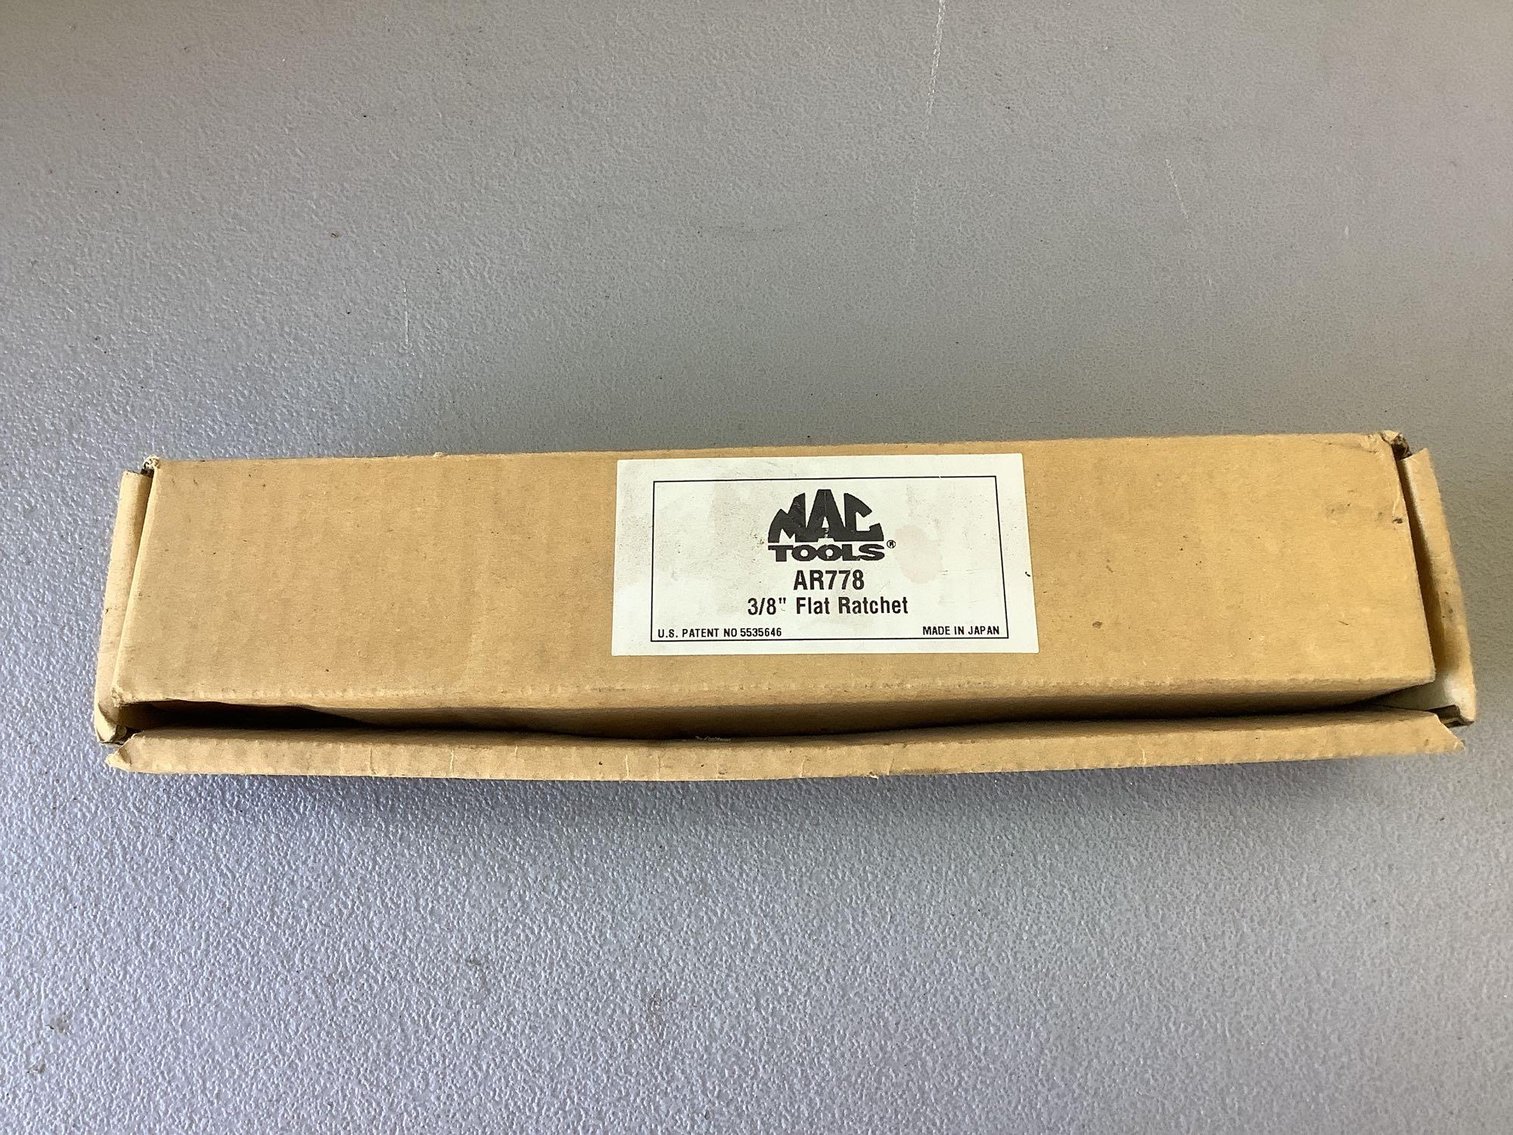 MAC
TOOLS®
AR778
3/8" Flat Ratchet
U.S. PATENT NO 5535646
MADE IN JAPAN